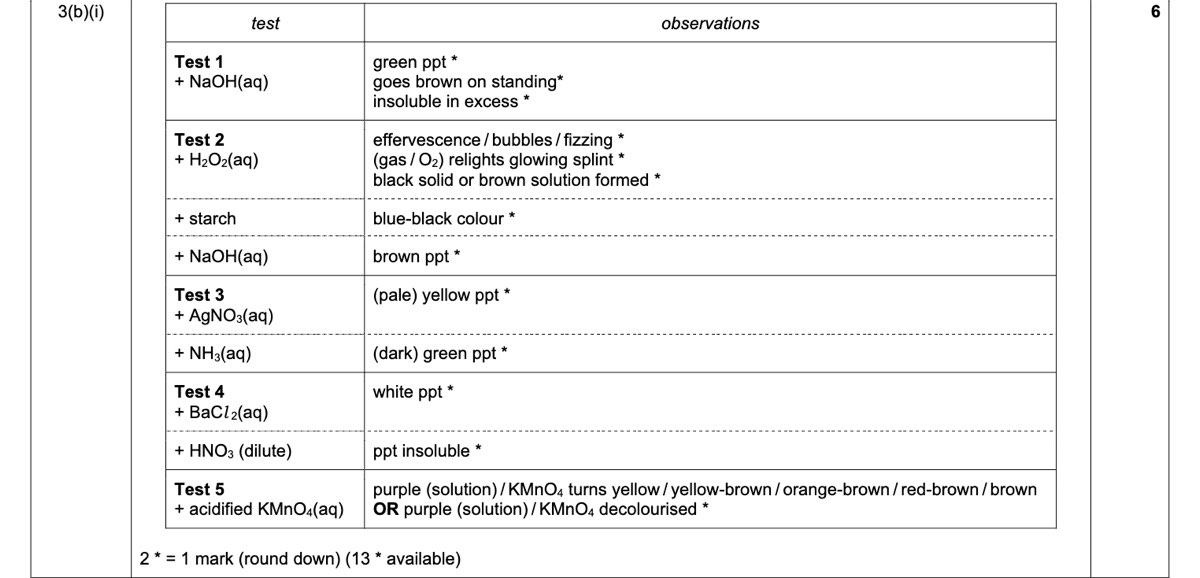 3(b)(i)
6
test observations
Test 1
+ NaOH(aq)
green ppt *
goes brown on standing*
insoluble in excess *
Test 2
+ H₂O₂(aq)
effervescence / bubbles / fizzing *
(gas / O₂) relights glowing splint *
black solid or brown solution formed *
+ starch
blue-black colour *
+ NaOH(aq)
brown ppt *
Test 3
+ AgNO₃(aq)
(pale) yellow ppt *
+ NH₃(aq)
(dark) green ppt *
Test 4
+ BaCl₂(aq)
white ppt *
+ HNO₃ (dilute)
ppt insoluble *
Test 5
+ acidified KMnO₄(aq)
purple (solution) / KMnO₄ turns yellow / yellow-brown / orange-brown / red-brown / brown
OR purple (solution) / KMnO₄ decolourised *
2 * = 1 mark (round down) (13 * available)